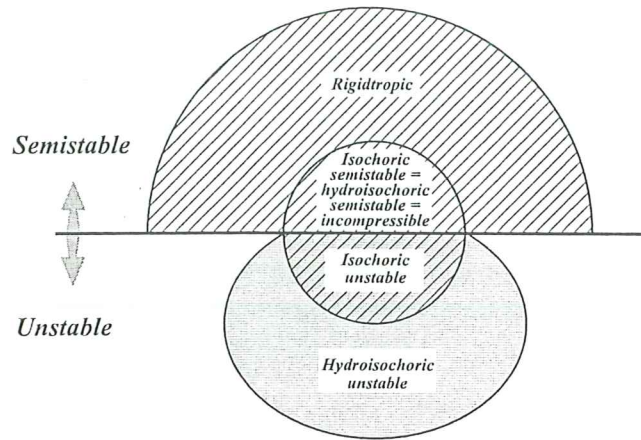 Rigidtropic
Semistable
Isochoric
semistable =
hydroisochoric
semistable =
incompressible
Isochoric
unstable
Unstable
Hydroisochoric
unstable